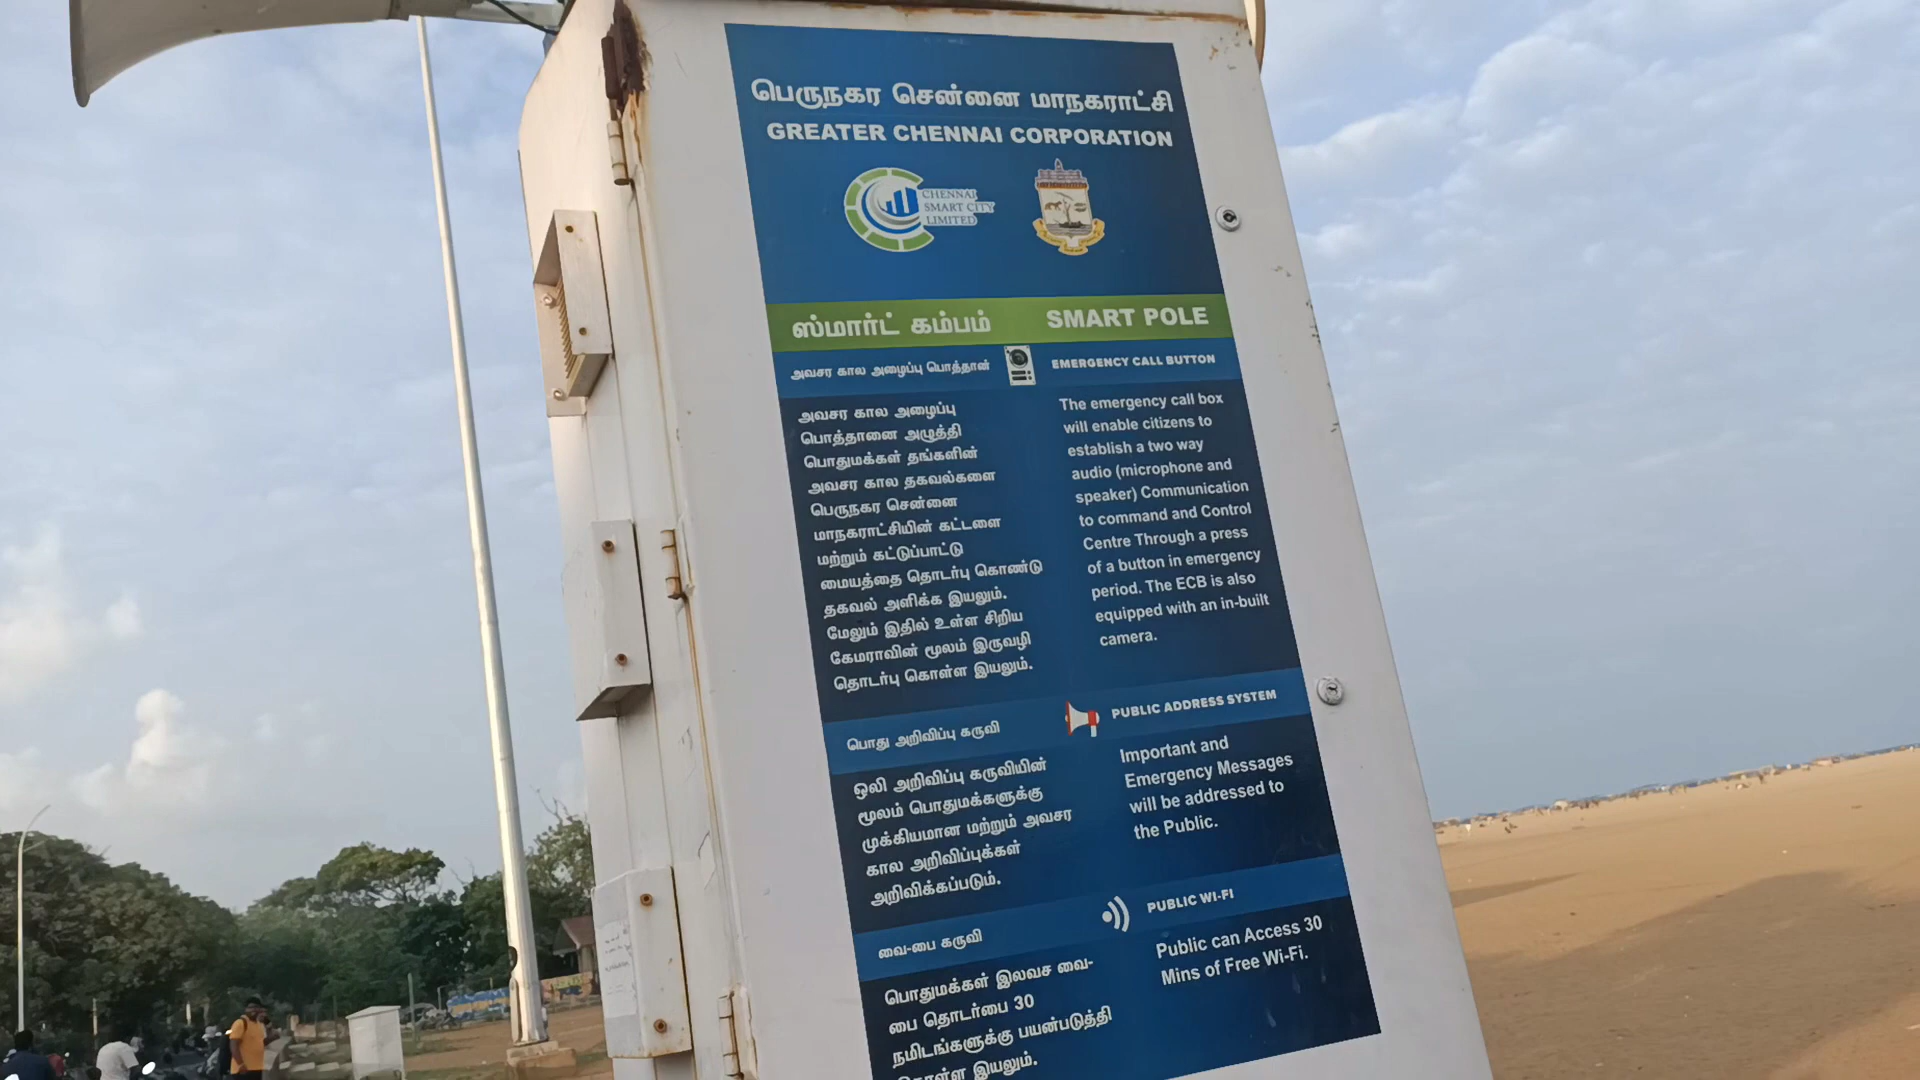 பெருநகர சென்னை மாநகராட்சி
GREATER CHENNAI CORPORATION
CHENNAI
SMART CITY
LIMITED
ஸ்மார்ட் கம்பம்
SMART POLE
அவசர கால அழைப்பு பொத்தான்
EMERGENCY CALL BUTTON
அவசர கால அழைப்பு
பொத்தானை அழுத்தி
பொதுமக்கள் தங்களின்
அவசர கால தகவல்களை
பெருநகர சென்னை
மாநகராட்சியின் கட்டளை
மற்றும் கட்டுப்பாட்டு
மையத்தை தொடர்பு கொண்டு
தகவல் அளிக்க இயலும்.
மேலும் இதில் உள்ள சிறிய
கேமராவின் மூலம் இருவழி
தொடர்பு கொள்ள இயலும்.
The emergency call box
will enable citizens to
establish a two way
audio (microphone and
speaker) Communication
to command and Control
Centre Through a press
of a button in emergency
period. The ECB is also
equipped with an in-built
camera.
பொது அறிவிப்பு கருவி
PUBLIC ADDRESS SYSTEM
ஒலி அறிவிப்பு கருவியின்
மூலம் பொதுமக்களுக்கு
முக்கியமான மற்றும் அவசர
கால அறிவிப்புக்கள்
அறிவிக்கப்படும்.
Important and
Emergency Messages
will be addressed to
the Public.
வை-பை கருவி
PUBLIC WI-FI
பொதுமக்கள் இலவச வை-
பை தொடர்பை 30
நமிடங்களுக்கு பயன்படுத்தி
கொள்ள இயலும்.
Public can Access 30
Mins of Free Wi-Fi.